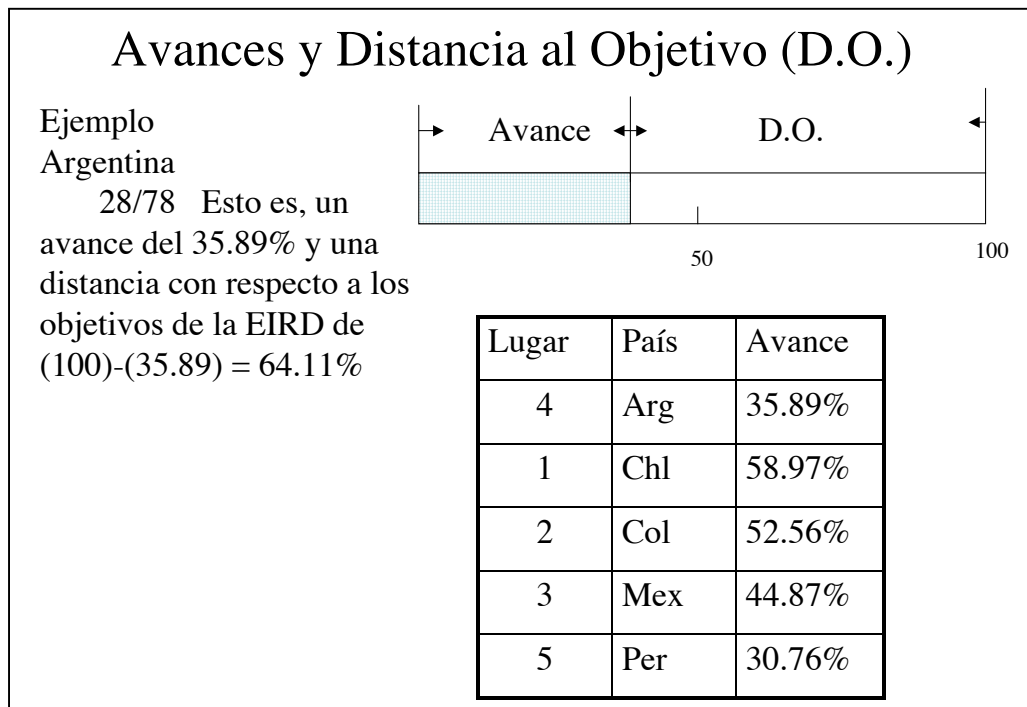 Avances y Distancia al Objetivo (D.O.)
Ejemplo
Argentina
28/78 Esto es, un
avance del 35.89% y una
distancia con respecto a los
objetivos de la EIRD de
(100)-(35.89) = 64.11%
Avance D.O.
50 100
Lugar País Avance
4 Arg 35.89%
1 Chl 58.97%
2 Col 52.56%
3 Mex 44.87%
5 Per 30.76%